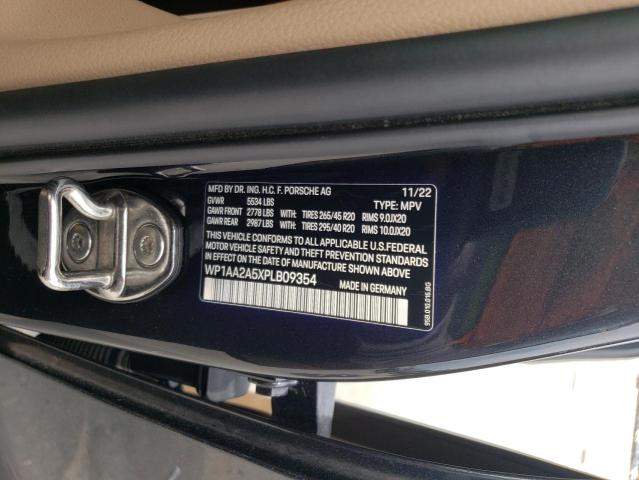 MFD BY DR. ING. H.C. F. PORSCHE AG 11/22
GVWR 5534 LBS TYPE: MPV
GAWR FRONT 2778 LBS WITH: TIRES 265/45 R20 RIMS 9.0JX20
GAWR REAR 2987 LBS WITH: TIRES 295/40 R20 RIMS 10.0JX20
THIS VEHICLE CONFORMS TO ALL APPLICABLE U.S.FEDERAL
MOTOR VEHICLE SAFETY AND THEFT PREVENTION STANDARDS
IN EFFECT ON THE DATE OF MANUFACTURE SHOWN ABOVE
WP1AA2A5XPLB09354 MADE IN GERMANY
95B.010.016.BG